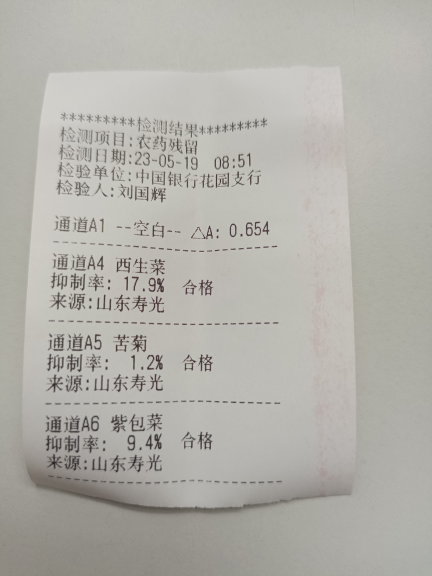 *********检测结果*********
检测项目:农药残留
检测日期:23-05-19 08:51
检验单位:中国银行花园支行
检验人:刘国辉
通道A1 --空白-- △A: 0.654
通道A4 西生菜
抑制率: 17.9% 合格
来源:山东寿光
通道A5 苦菊
抑制率: 1.2% 合格
来源:山东寿光
通道A6 紫包菜
抑制率: 9.4% 合格
来源:山东寿光